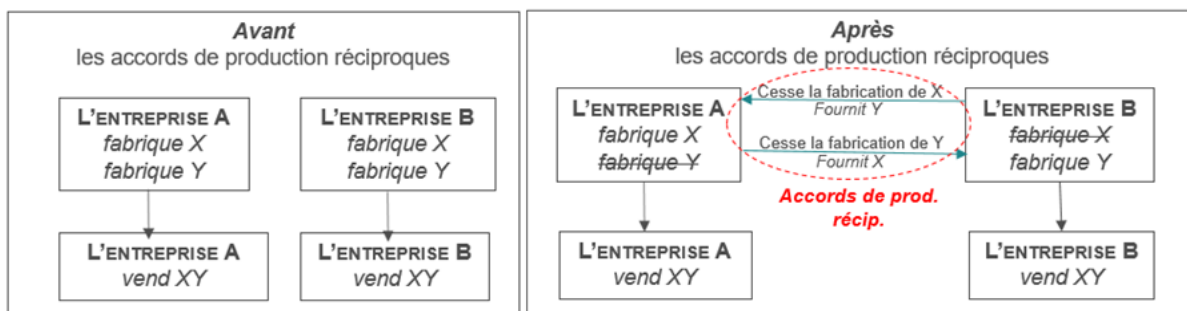 Avant
les accords de production réciproques
L'ENTREPRISE A
fabrique X
fabrique Y
L'ENTREPRISE B
fabrique X
fabrique Y
L'ENTREPRISE A
vend XY
L'ENTREPRISE B
vend XY
Après
les accords de production réciproques
L'ENTREPRISE A
fabrique X
fabrique Y
Cesse la fabrication de X
Fournit Y
Cesse la fabrication de Y
Fournit X
Accords de prod.
récip.
L'ENTREPRISE B
fabrique X
fabrique Y
L'ENTREPRISE A
vend XY
L'ENTREPRISE B
vend XY